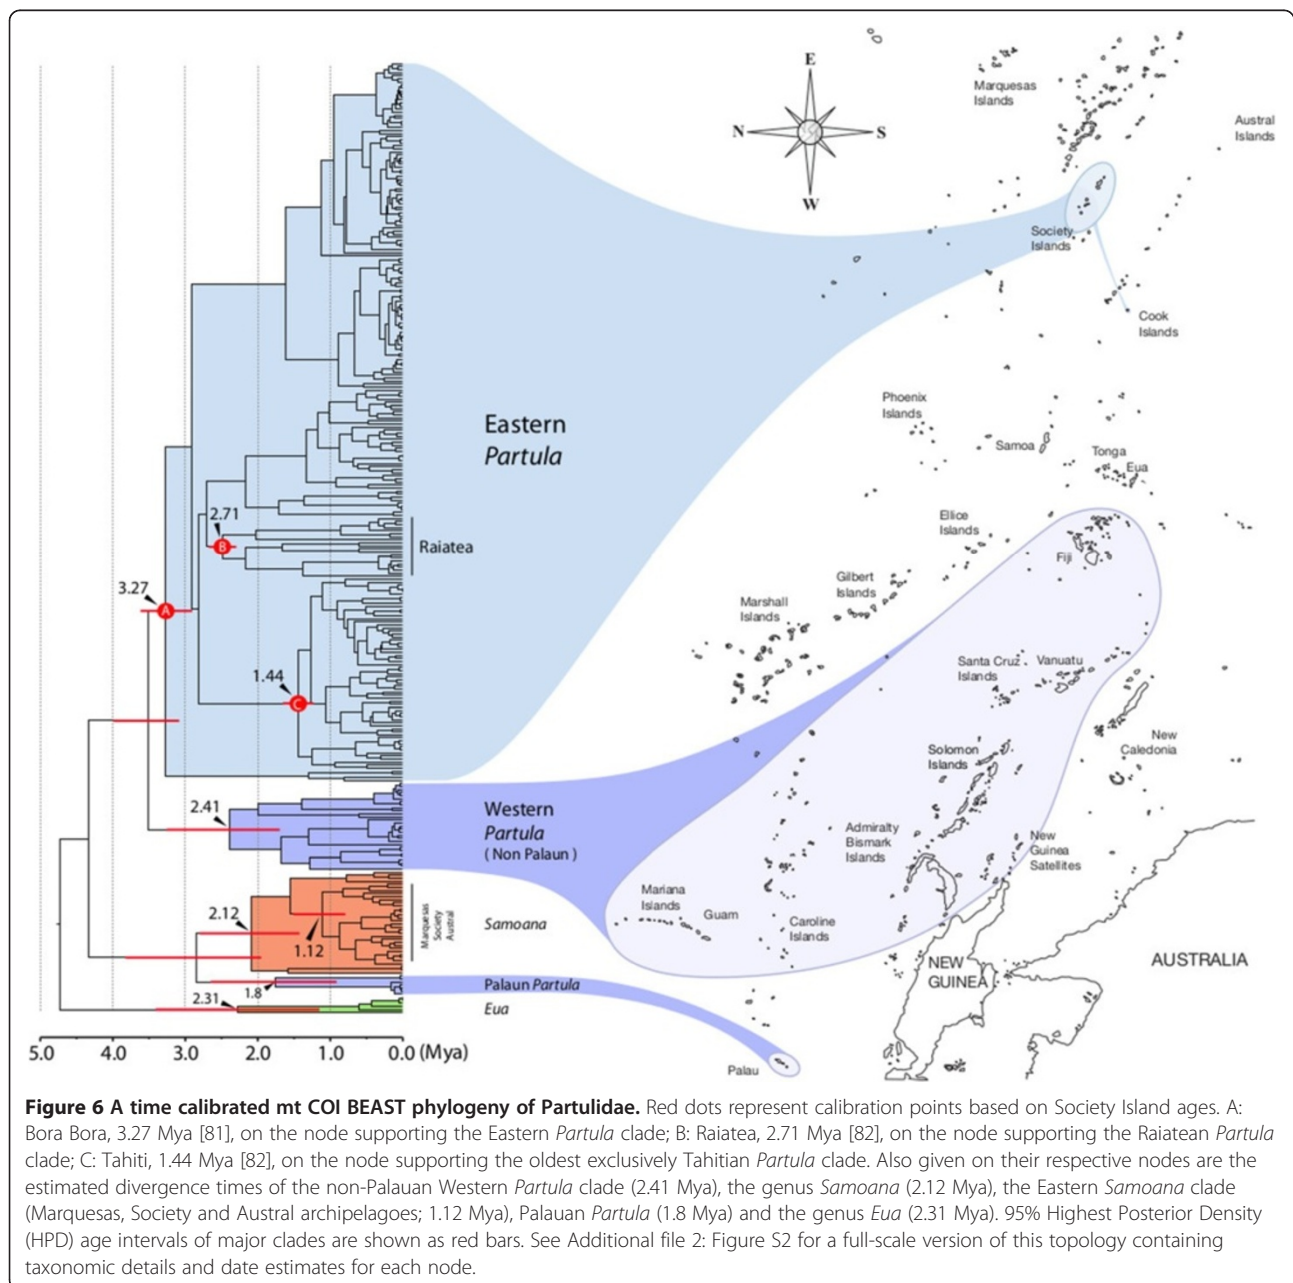 E
N
S
W
Marquesas
Islands
Austral
Islands
Society
Islands
Cook
Islands
Eastern
Partula
Phoenix
Islands
Samoa
Tonga
Eua
Ellice
Islands
Fiji
2.71
B
Raiatea
Gilbert
Islands
3.27
A
Marshall
Islands
1.44
C
Santa Cruz
Islands
Vanuatu
New
Caledonia
Solomon
Islands
2.41
Western
Partula
( Non Palaun )
Admiralty
Bismark
Islands
New
Guinea
Satellites
Mariana
Islands
Guam
Caroline
Islands
2.12
1.12
Marquesas
Society
Austral
Samoana
NEW
GUINEA
AUSTRALIA
1.8
Palaun Partula
2.31
Eua
Palau
5.0 4.0 3.0 2.0 1.0 0.0 (Mya)
Figure 6 A time calibrated mt COI BEAST phylogeny of Partulidae. Red dots represent calibration points based on Society Island ages. A:
Bora Bora, 3.27 Mya [81], on the node supporting the Eastern Partula clade; B: Raiatea, 2.71 Mya [82], on the node supporting the Raiatean Partula
clade; C: Tahiti, 1.44 Mya [82], on the node supporting the oldest exclusively Tahitian Partula clade. Also given on their respective nodes are the
estimated divergence times of the non-Palauan Western Partula clade (2.41 Mya), the genus Samoana (2.12 Mya), the Eastern Samoana clade
(Marquesas, Society and Austral archipelagoes; 1.12 Mya), Palauan Partula (1.8 Mya) and the genus Eua (2.31 Mya). 95% Highest Posterior Density
(HPD) age intervals of major clades are shown as red bars. See Additional file 2: Figure S2 for a full-scale version of this topology containing
taxonomic details and date estimates for each node.